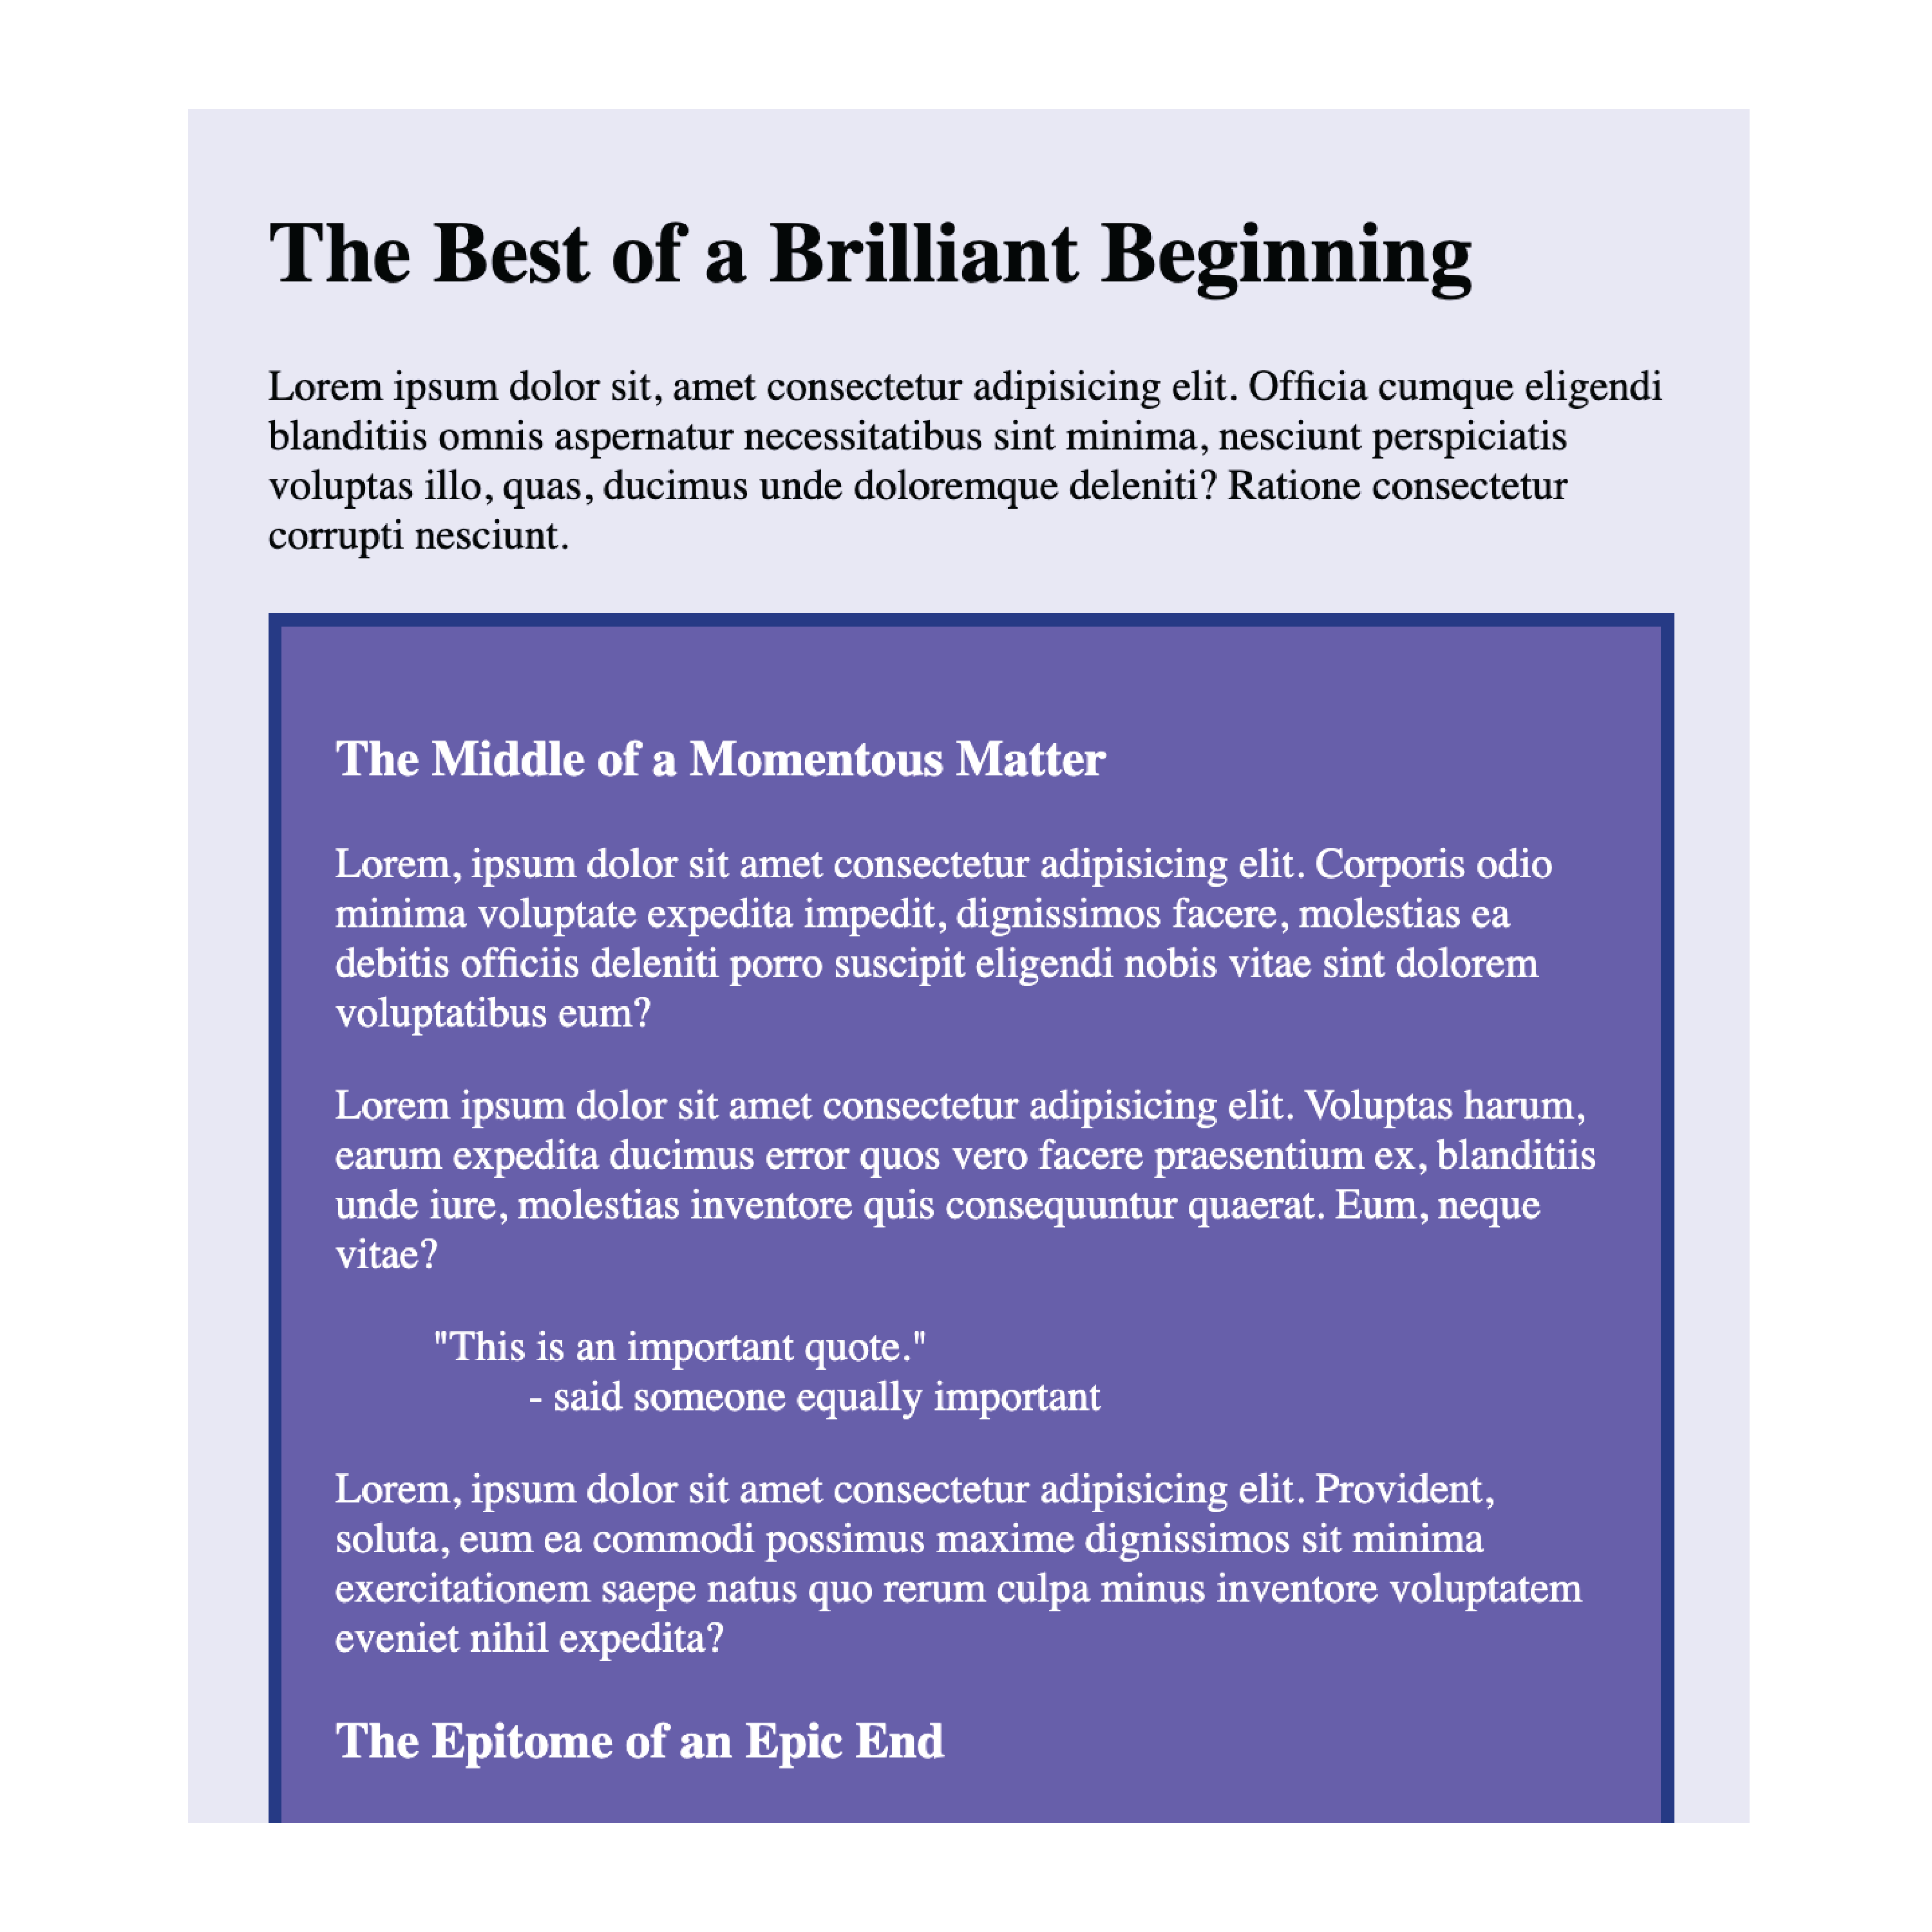 The Best of a Brilliant Beginning
Lorem ipsum dolor sit, amet consectetur adipisicing elit. Officia cumque eligendi
blanditiis omnis aspernatur necessitatibus sint minima, nesciunt perspiciatis
voluptas illo, quas, ducimus unde doloremque deleniti? Ratione consectetur
corrupti nesciunt.
The Middle of a Momentous Matter
Lorem, ipsum dolor sit amet consectetur adipisicing elit. Corporis odio
minima voluptate expedita impedit, dignissimos facere, molestias ea
debitis officiis deleniti porro suscipit eligendi nobis vitae sint dolorem
voluptatibus eum?
Lorem ipsum dolor sit amet consectetur adipisicing elit. Voluptas harum,
earum expedita ducimus error quos vero facere praesentium ex, blanditiis
unde iure, molestias inventore quis consequuntur quaerat. Eum, neque
vitae?
"This is an important quote."
- said someone equally important
Lorem, ipsum dolor sit amet consectetur adipisicing elit. Provident,
soluta, eum ea commodi possimus maxime dignissimos sit minima
exercitationem saepe natus quo rerum culpa minus inventore voluptatem
eveniet nihil expedita?
The Epitome of an Epic End